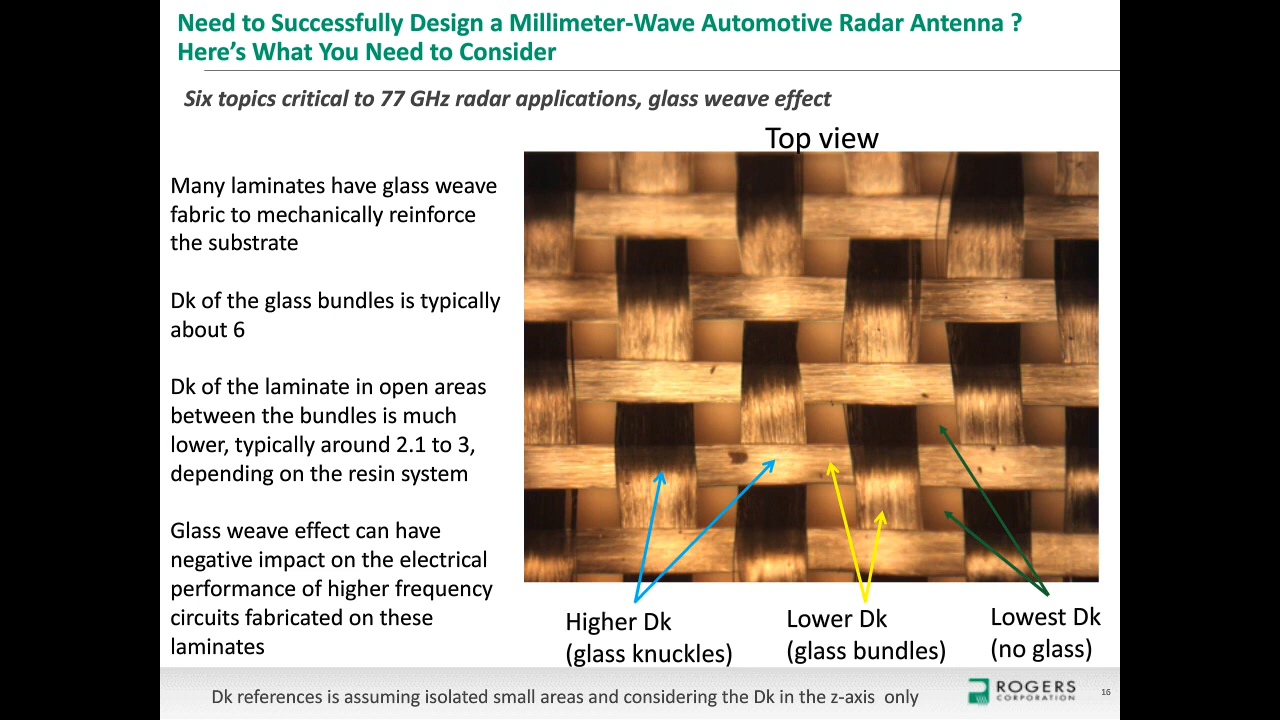 Need to Successfully Design a Millimeter-Wave Automotive Radar Antenna ?
Here's What You Need to Consider
Six topics critical to 77 GHz radar applications, glass weave effect
Top view
Many laminates have glass weave
fabric to mechanically reinforce
the substrate
Dk of the glass bundles is typically
about 6
Dk of the laminate in open areas
between the bundles is much
lower, typically around 2.1 to 3,
depending on the resin system
Glass weave effect can have
negative impact on the electrical
performance of higher frequency
circuits fabricated on these
laminates
Higher Dk
(glass knuckles)
Lower Dk
(glass bundles)
Lowest Dk
(no glass)
Dk references is assuming isolated small areas and considering the Dk in the z-axis only
ROGERS
CORPORATION
16